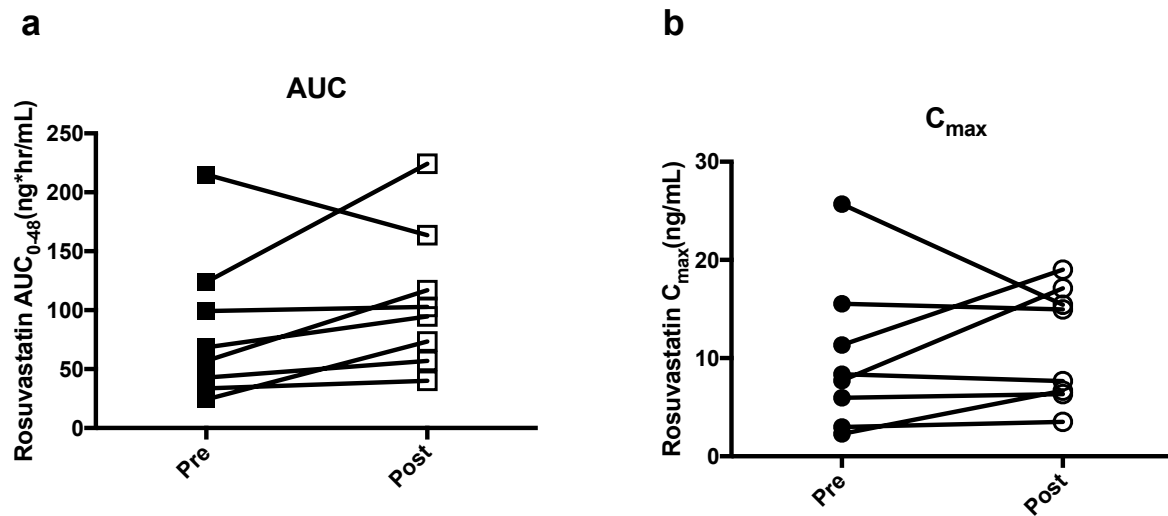 a
AUC
Rosuvastatin AUC0-48(ng*hr/mL)
250
200
150
100
50
0
Pre
Post
b
Cmax
Rosuvastatin Cmax(ng/mL)
30
20
10
0
Pre
Post